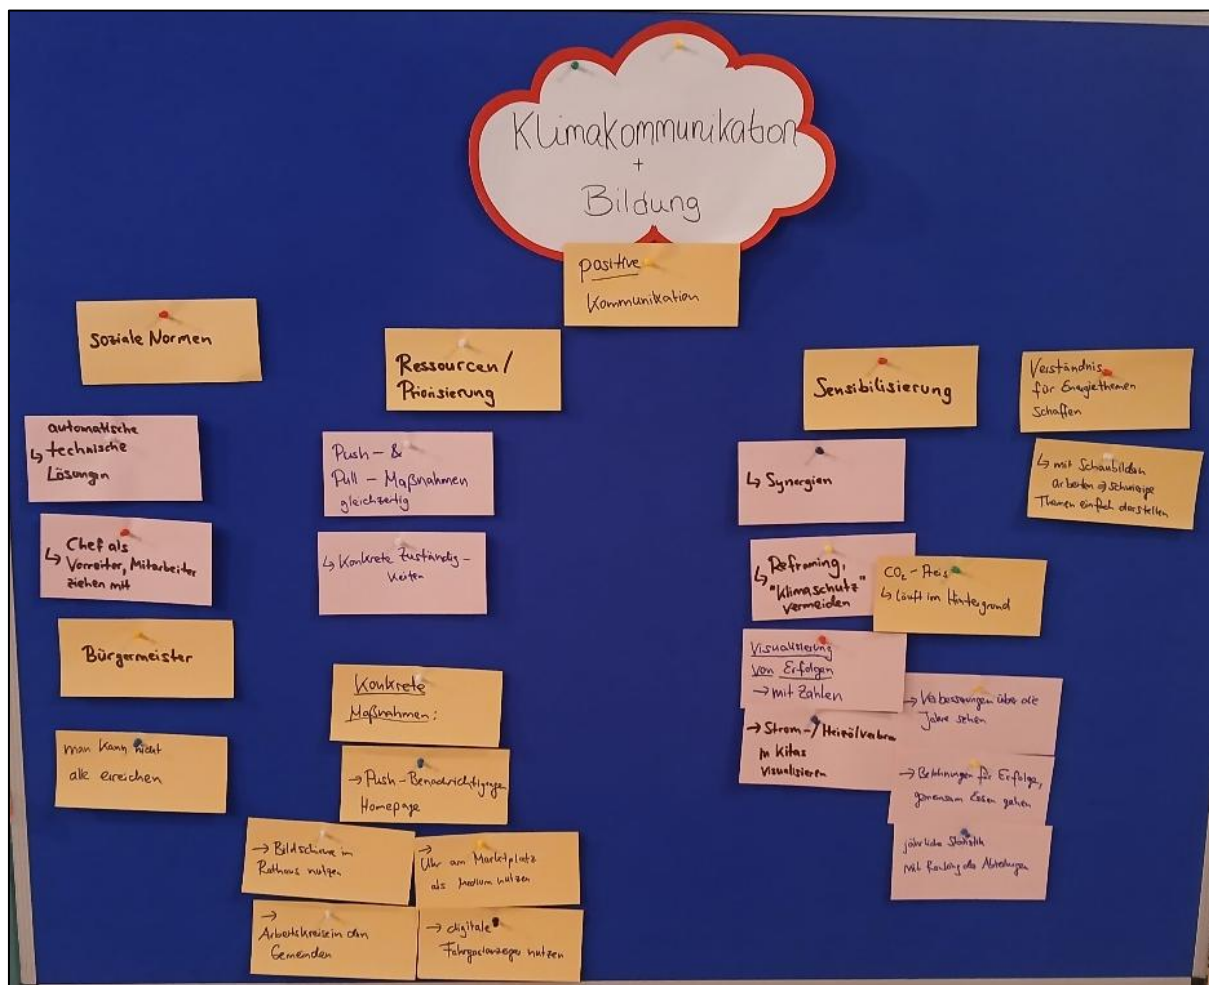 Klimakommunikation
+
Bildung
positive
Kommunikation
soziale Normen
automatische
↳ technische
Lösungen
Chef als
↳ Vorreiter, Mitarbeiter
ziehen mit
Bürgermeister
man kann nicht
alle erreichen
Ressourcen/
Priorisierung
Push- &
Pull-Maßnahmen
gleichzeitig
↳ Konkrete Zuständig-
keiten
Konkrete
Maßnahmen:
→ Push-Benachrichtigungen
Homepage
→ Bildschirme im
Rathaus nutzen
→
Uhr am Marktplatz
als Medium nutzen
→
Arbeitskreise in den
Gemeinden
→ digitale
Fahrgastanzeiger nutzen
Sensibilisierung
↳ Synergien
↳ Reframing,
"Klimaschutz"
vermeiden
CO₂-Preis
↳ läuft im Hintergrund
Visualisierung
von Erfolgen
→ mit Zahlen
→ Strom-/Heizölverbra
in Kitas
visualisieren
→ Verbesserungen über die
Jahre sehen
→ Belohnungen für Erfolge,
gemeinsam Essen gehen
jährliche Statistik
mit Ranking der Abteilungen
Verständnis
für Energiethemen
schaffen
↳ mit Schaubildern
arbeiten → schwierige
Themen einfach darstellen